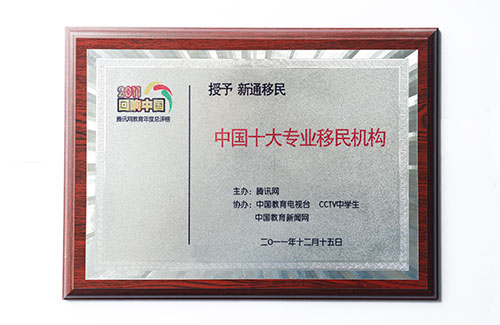 2011
回响中国
腾讯网教育年度总评榜
授予 新通移民
中国十大专业移民机构
主办：腾讯网
协办：中国教育电视台 CCTV中学生
中国教育新闻网
二〇一一年十二月十五日